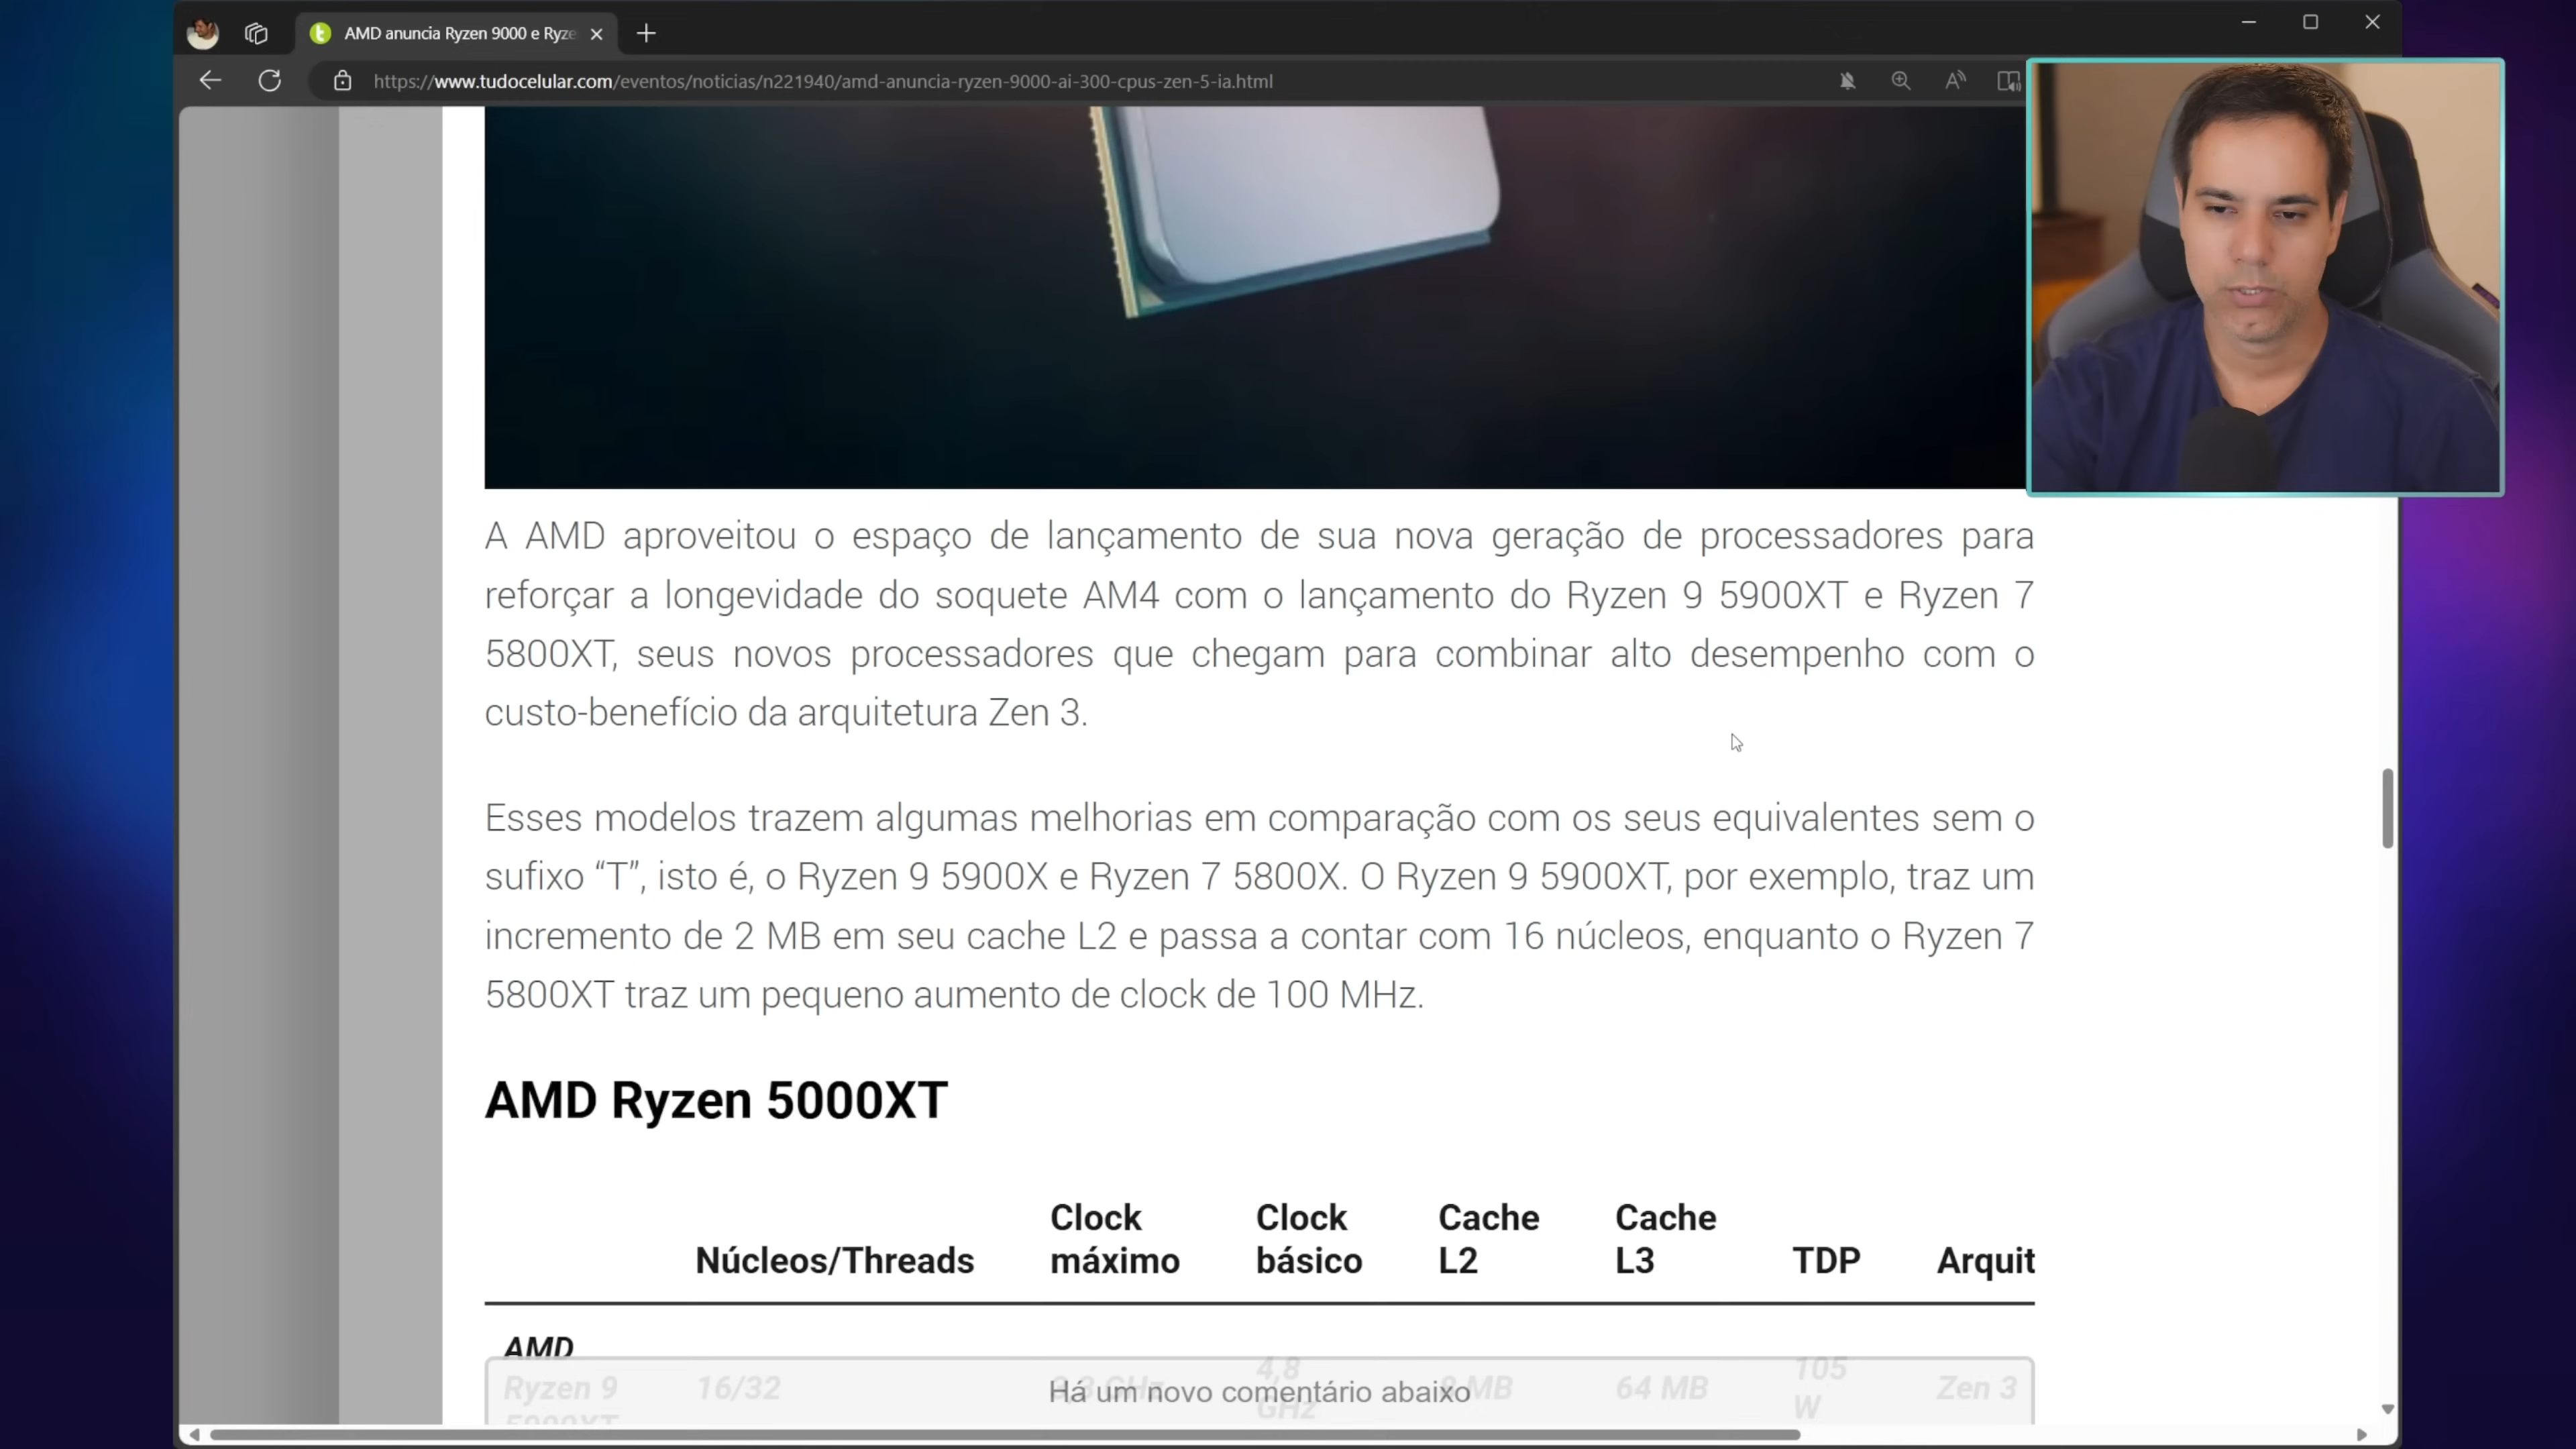 AMD anuncia Ryzen 9000 e Ryze
https://www.tudocelular.com/eventos/noticias/n221940/amd-anuncia-ryzen-9000-ai-300-cpus-zen-5-ia.html
A AMD aproveitou o espaço de lançamento de sua nova geração de processadores para
reforçar a longevidade do soquete AM4 com o lançamento do Ryzen 9 5900XT e Ryzen 7
5800XT, seus novos processadores que chegam para combinar alto desempenho com o
custo-benefício da arquitetura Zen 3.
Esses modelos trazem algumas melhorias em comparação com os seus equivalentes sem o
sufixo “T”, isto é, o Ryzen 9 5900X e Ryzen 7 5800X. O Ryzen 9 5900XT, por exemplo, traz um
incremento de 2 MB em seu cache L2 e passa a contar com 16 núcleos, enquanto o Ryzen 7
5800XT traz um pequeno aumento de clock de 100 MHz.
AMD Ryzen 5000XT
Núcleos/Threads Clock máximo Clock básico Cache L2 Cache L3 TDP Arquit
AMD
Ryzen 9 16/32 GHz 4,8 GHz MB 64 MB 105 W Zen 3
Há um novo comentário abaixo